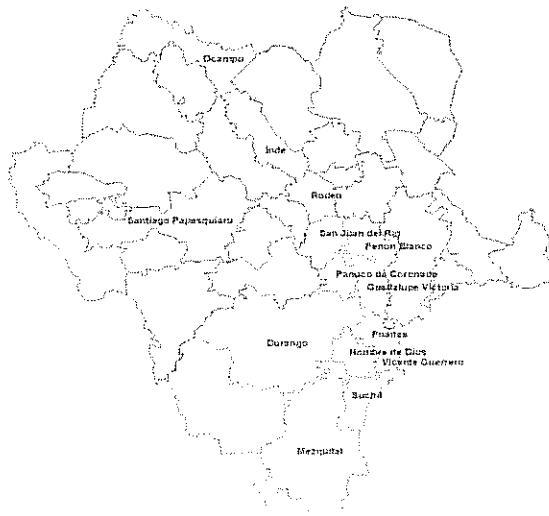 Ocampo
Inde
Rodeo
Santiago Papasquiaro
San Juan del Rio
Peñon Blanco
Panuco de Coronado
Guadalupe Victoria
Poanas
Durango
Nombre de Dios
Vicente Guerrero
Suchil
Mezquital